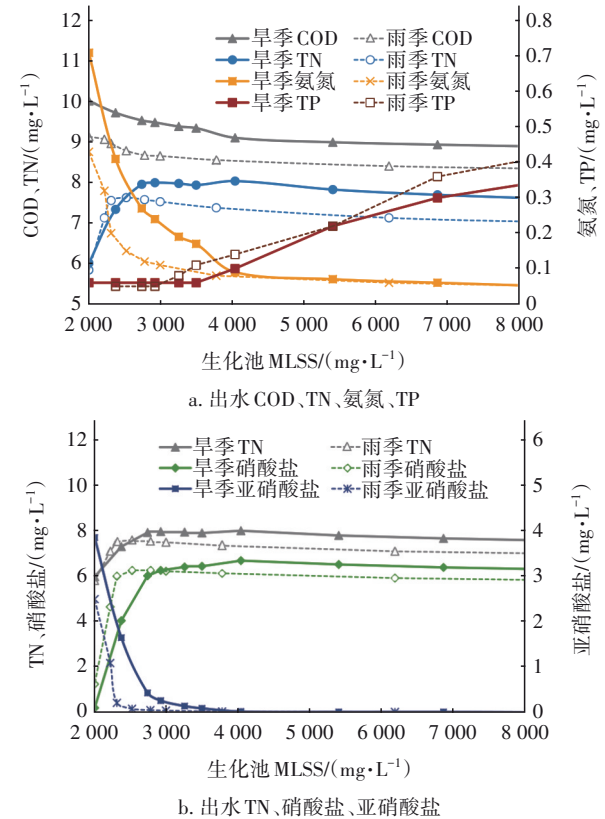 12
11
10
9
8
7
6
5
COD、TN/(mg·L⁻¹)
旱季COD
雨季COD
旱季TN
雨季TN
旱季氨氮
雨季氨氮
旱季TP
雨季TP
0.8
0.7
0.6
0.5
0.4
0.3
0.2
0.1
0
氨氮、TP/(mg·L⁻¹)
2 000 3 000 4 000 5 000 6 000 7 000 8 000
生化池MLSS/(mg·L⁻¹)
a. 出水COD、TN、氨氮、TP
12
10
8
6
4
2
0
TN、硝酸盐/(mg·L⁻¹)
旱季TN
雨季TN
旱季硝酸盐
雨季硝酸盐
旱季亚硝酸盐
雨季亚硝酸盐
6
5
4
3
2
1
0
亚硝酸盐/(mg·L⁻¹)
2 000 3 000 4 000 5 000 6 000 7 000 8 000
生化池MLSS/(mg·L⁻¹)
b. 出水TN、硝酸盐、亚硝酸盐